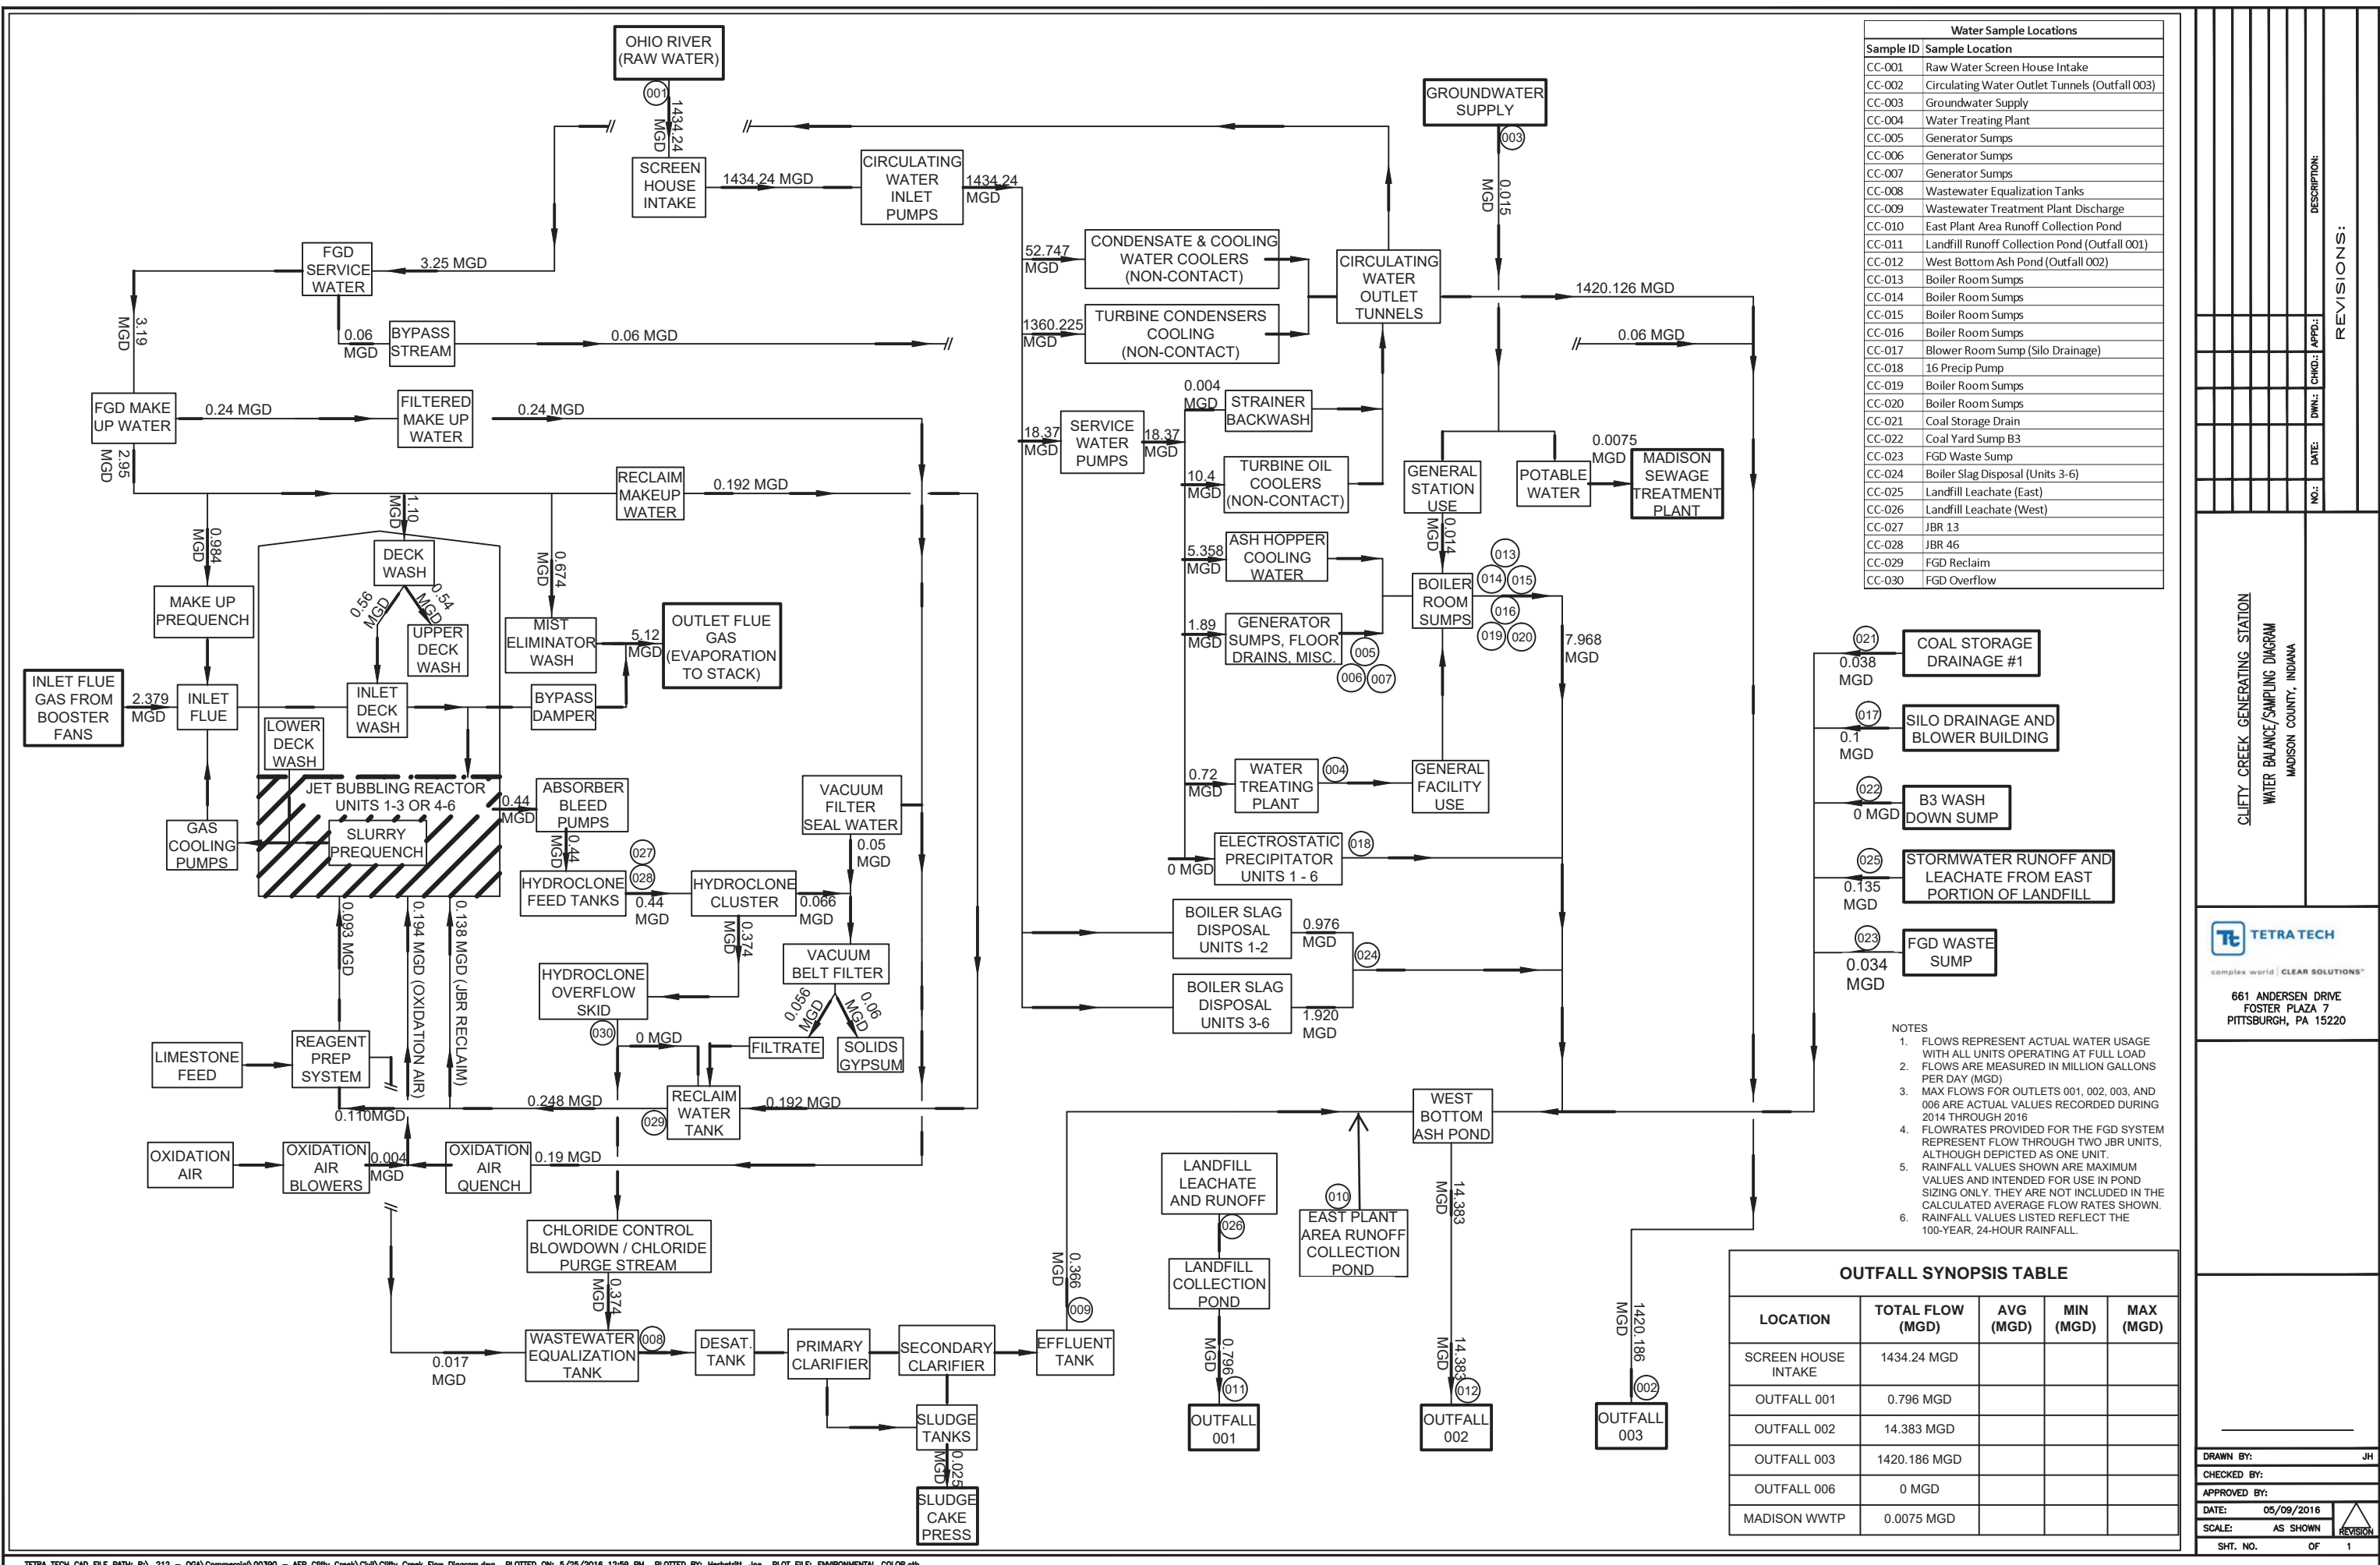 OHIO RIVER
(RAW WATER)
001
1434.24
MGD
SCREEN
HOUSE
INTAKE
1434.24 MGD
CIRCULATING
WATER
INLET
PUMPS
1434.24
MGD
GROUNDWATER
SUPPLY
003
0.015
MGD
FGD
SERVICE
WATER
3.25 MGD
3.19
MGD
0.06
MGD
BYPASS
STREAM
0.06 MGD
52.747
MGD
CONDENSATE & COOLING
WATER COOLERS
(NON-CONTACT)
1360.225
MGD
TURBINE CONDENSERS
COOLING
(NON-CONTACT)
CIRCULATING
WATER
OUTLET
TUNNELS
1420.126 MGD
0.06 MGD
FGD MAKE
UP WATER
0.24 MGD
FILTERED
MAKE UP
WATER
0.24 MGD
2.95
MGD
RECLAIM
MAKEUP
WATER
0.192 MGD
18.37
MGD
SERVICE
WATER
PUMPS
18.37
MGD
0.004
MGD
STRAINER
BACKWASH
10.4
MGD
TURBINE OIL
COOLERS
(NON-CONTACT)
GENERAL
STATION
USE
POTABLE
WATER
0.0075
MGD
MADISON
SEWAGE
TREATMENT
PLANT
0.014
MGD
0.984
MGD
1.10
MGD
DECK
WASH
0.56
MGD
0.54
MGD
UPPER
DECK
WASH
0.674
MGD
MAKE UP
PREQUENCH
MIST
ELIMINATOR
WASH
5.12
MGD
OUTLET FLUE
GAS
(EVAPORATION
TO STACK)
5.358
MGD
ASH HOPPER
COOLING
WATER
1.89
MGD
GENERATOR
SUMPS, FLOOR
DRAINS, MISC.
005
006
007
BOILER
ROOM
SUMPS
013
014
015
016
019
020
7.968
MGD
INLET FLUE
GAS FROM
BOOSTER
FANS
2.379
MGD
INLET
FLUE
INLET
DECK
WASH
BYPASS
DAMPER
LOWER
DECK
WASH
JET BUBBLING REACTOR
UNITS 1-3 OR 4-6
SLURRY
PREQUENCH
GAS
COOLING
PUMPS
0.44
MGD
ABSORBER
BLEED
PUMPS
0.44
MGD
VACUUM
FILTER
SEAL WATER
0.05
MGD
0.72
MGD
WATER
TREATING
PLANT
004
GENERAL
FACILITY
USE
0 MGD
ELECTROSTATIC
PRECIPITATOR
UNITS 1 - 6
018
HYDROCLONE
FEED TANKS
027
028
0.44
MGD
HYDROCLONE
CLUSTER
0.066
MGD
0.374
MGD
VACUUM
BELT FILTER
0.056
MGD
0.06
MGD
FILTRATE
SOLIDS
GYPSUM
HYDROCLONE
OVERFLOW
SKID
030
0 MGD
BOILER SLAG
DISPOSAL
UNITS 1-2
0.976
MGD
BOILER SLAG
DISPOSAL
UNITS 3-6
1.920
MGD
024
0.093 MGD
0.194 MGD (OXIDATION AIR)
0.138 MGD (JBR RECLAIM)
LIMESTONE
FEED
REAGENT
PREP
SYSTEM
0.110MGD
0.248 MGD
RECLAIM
WATER
TANK
029
0.192 MGD
OXIDATION
AIR
OXIDATION
AIR
BLOWERS
0.004
MGD
OXIDATION
AIR
QUENCH
0.19 MGD
WEST
BOTTOM
ASH POND
14.383
MGD
14.383
MGD
012
OUTFALL
002
LANDFILL
LEACHATE
AND RUNOFF
026
LANDFILL
COLLECTION
POND
0.796
MGD
011
OUTFALL
001
010
EAST PLANT
AREA RUNOFF
COLLECTION
POND
1420.186
MGD
002
OUTFALL
003
CHLORIDE CONTROL
BLOWDOWN / CHLORIDE
PURGE STREAM
0.374
MGD
0.017
MGD
WASTEWATER
EQUALIZATION
TANK
008
DESAT.
TANK
PRIMARY
CLARIFIER
SECONDARY
CLARIFIER
EFFLUENT
TANK
009
0.366
MGD
SLUDGE
TANKS
0.025
MGD
SLUDGE
CAKE
PRESS
021
0.038
MGD
COAL STORAGE
DRAINAGE #1
017
0.1
MGD
SILO DRAINAGE AND
BLOWER BUILDING
022
0 MGD
B3 WASH
DOWN SUMP
025
0.135
MGD
STORMWATER RUNOFF AND
LEACHATE FROM EAST
PORTION OF LANDFILL
023
0.034
MGD
FGD WASTE
SUMP
Water Sample Locations
Sample ID Sample Location
CC-001 Raw Water Screen House Intake
CC-002 Circulating Water Outlet Tunnels (Outfall 003)
CC-003 Groundwater Supply
CC-004 Water Treating Plant
CC-005 Generator Sumps
CC-006 Generator Sumps
CC-007 Generator Sumps
CC-008 Wastewater Equalization Tanks
CC-009 Wastewater Treatment Plant Discharge
CC-010 East Plant Area Runoff Collection Pond
CC-011 Landfill Runoff Collection Pond (Outfall 001)
CC-012 West Bottom Ash Pond (Outfall 002)
CC-013 Boiler Room Sumps
CC-014 Boiler Room Sumps
CC-015 Boiler Room Sumps
CC-016 Boiler Room Sumps
CC-017 Blower Room Sump (Silo Drainage)
CC-018 16 Precip Pump
CC-019 Boiler Room Sumps
CC-020 Boiler Room Sumps
CC-021 Coal Storage Drain
CC-022 Coal Yard Sump B3
CC-023 FGD Waste Sump
CC-024 Boiler Slag Disposal (Units 3-6)
CC-025 Landfill Leachate (East)
CC-026 Landfill Leachate (West)
CC-027 JBR 13
CC-028 JBR 46
CC-029 FGD Reclaim
CC-030 FGD Overflow
NOTES
1. FLOWS REPRESENT ACTUAL WATER USAGE
WITH ALL UNITS OPERATING AT FULL LOAD
2. FLOWS ARE MEASURED IN MILLION GALLONS
PER DAY (MGD)
3. MAX FLOWS FOR OUTLETS 001, 002, 003, AND
006 ARE ACTUAL VALUES RECORDED DURING
2014 THROUGH 2016
4. FLOWRATES PROVIDED FOR THE FGD SYSTEM
REPRESENT FLOW THROUGH TWO JBR UNITS,
ALTHOUGH DEPICTED AS ONE UNIT.
5. RAINFALL VALUES SHOWN ARE MAXIMUM
VALUES AND INTENDED FOR USE IN POND
SIZING ONLY. THEY ARE NOT INCLUDED IN THE
CALCULATED AVERAGE FLOW RATES SHOWN.
6. RAINFALL VALUES LISTED REFLECT THE
100-YEAR, 24-HOUR RAINFALL.
OUTFALL SYNOPSIS TABLE
LOCATION TOTAL FLOW (MGD) AVG (MGD) MIN (MGD) MAX (MGD)
SCREEN HOUSE INTAKE 1434.24 MGD
OUTFALL 001 0.796 MGD
OUTFALL 002 14.383 MGD
OUTFALL 003 1420.186 MGD
OUTFALL 006 0 MGD
MADISON WWTP 0.0075 MGD
REVISIONS:
NO.: DATE: DWN.: CHKD.: APPD.: DESCRIPTION:
CLIFTY CREEK GENERATING STATION
WATER BALANCE/SAMPLING DIAGRAM
MADISON COUNTY, INDIANA
Tt TETRA TECH
complex world | CLEAR SOLUTIONS™
661 ANDERSEN DRIVE
FOSTER PLAZA 7
PITTSBURGH, PA 15220
DRAWN BY: JH
CHECKED BY:
APPROVED BY:
DATE: 05/09/2016
SCALE: AS SHOWN
REVISION
SHT. NO. OF 1